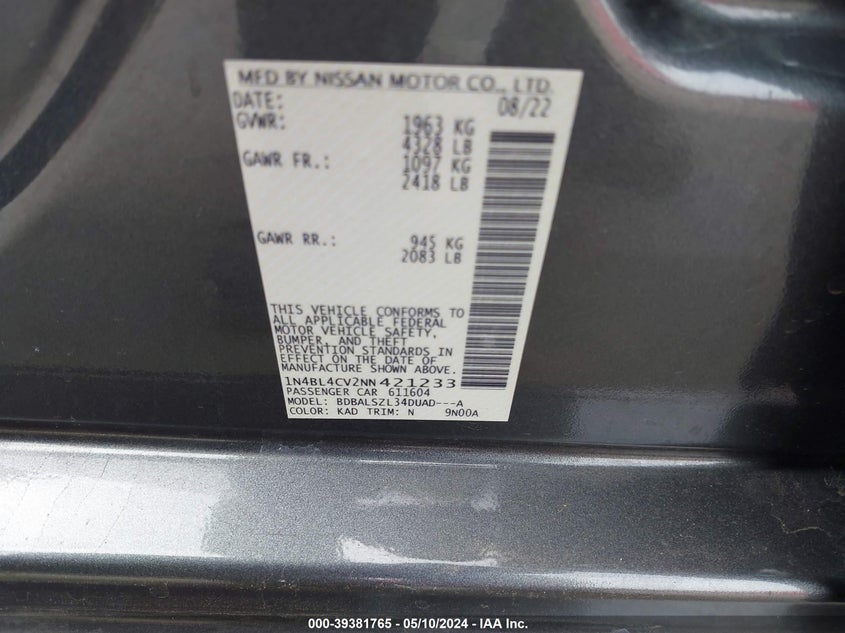 MFD BY NISSAN MOTOR CO., LTD.
DATE: 08/22
GVWR: 1963 KG
4328 LB
GAWR FR.: 1097 KG
2418 LB
GAWR RR.: 945 KG
2083 LB
THIS VEHICLE CONFORMS TO
ALL APPLICABLE FEDERAL
MOTOR VEHICLE SAFETY,
BUMPER, AND THEFT
PREVENTION STANDARDS IN
EFFECT ON THE DATE OF
MANUFACTURE SHOWN ABOVE.
1N4BL4CV2NN421233
PASSENGER CAR 611604
MODEL: BDBALSZL34DUAD---A
COLOR: KAD TRIM: N 9N00A
000-39381765 - 05/10/2024 - IAA Inc.